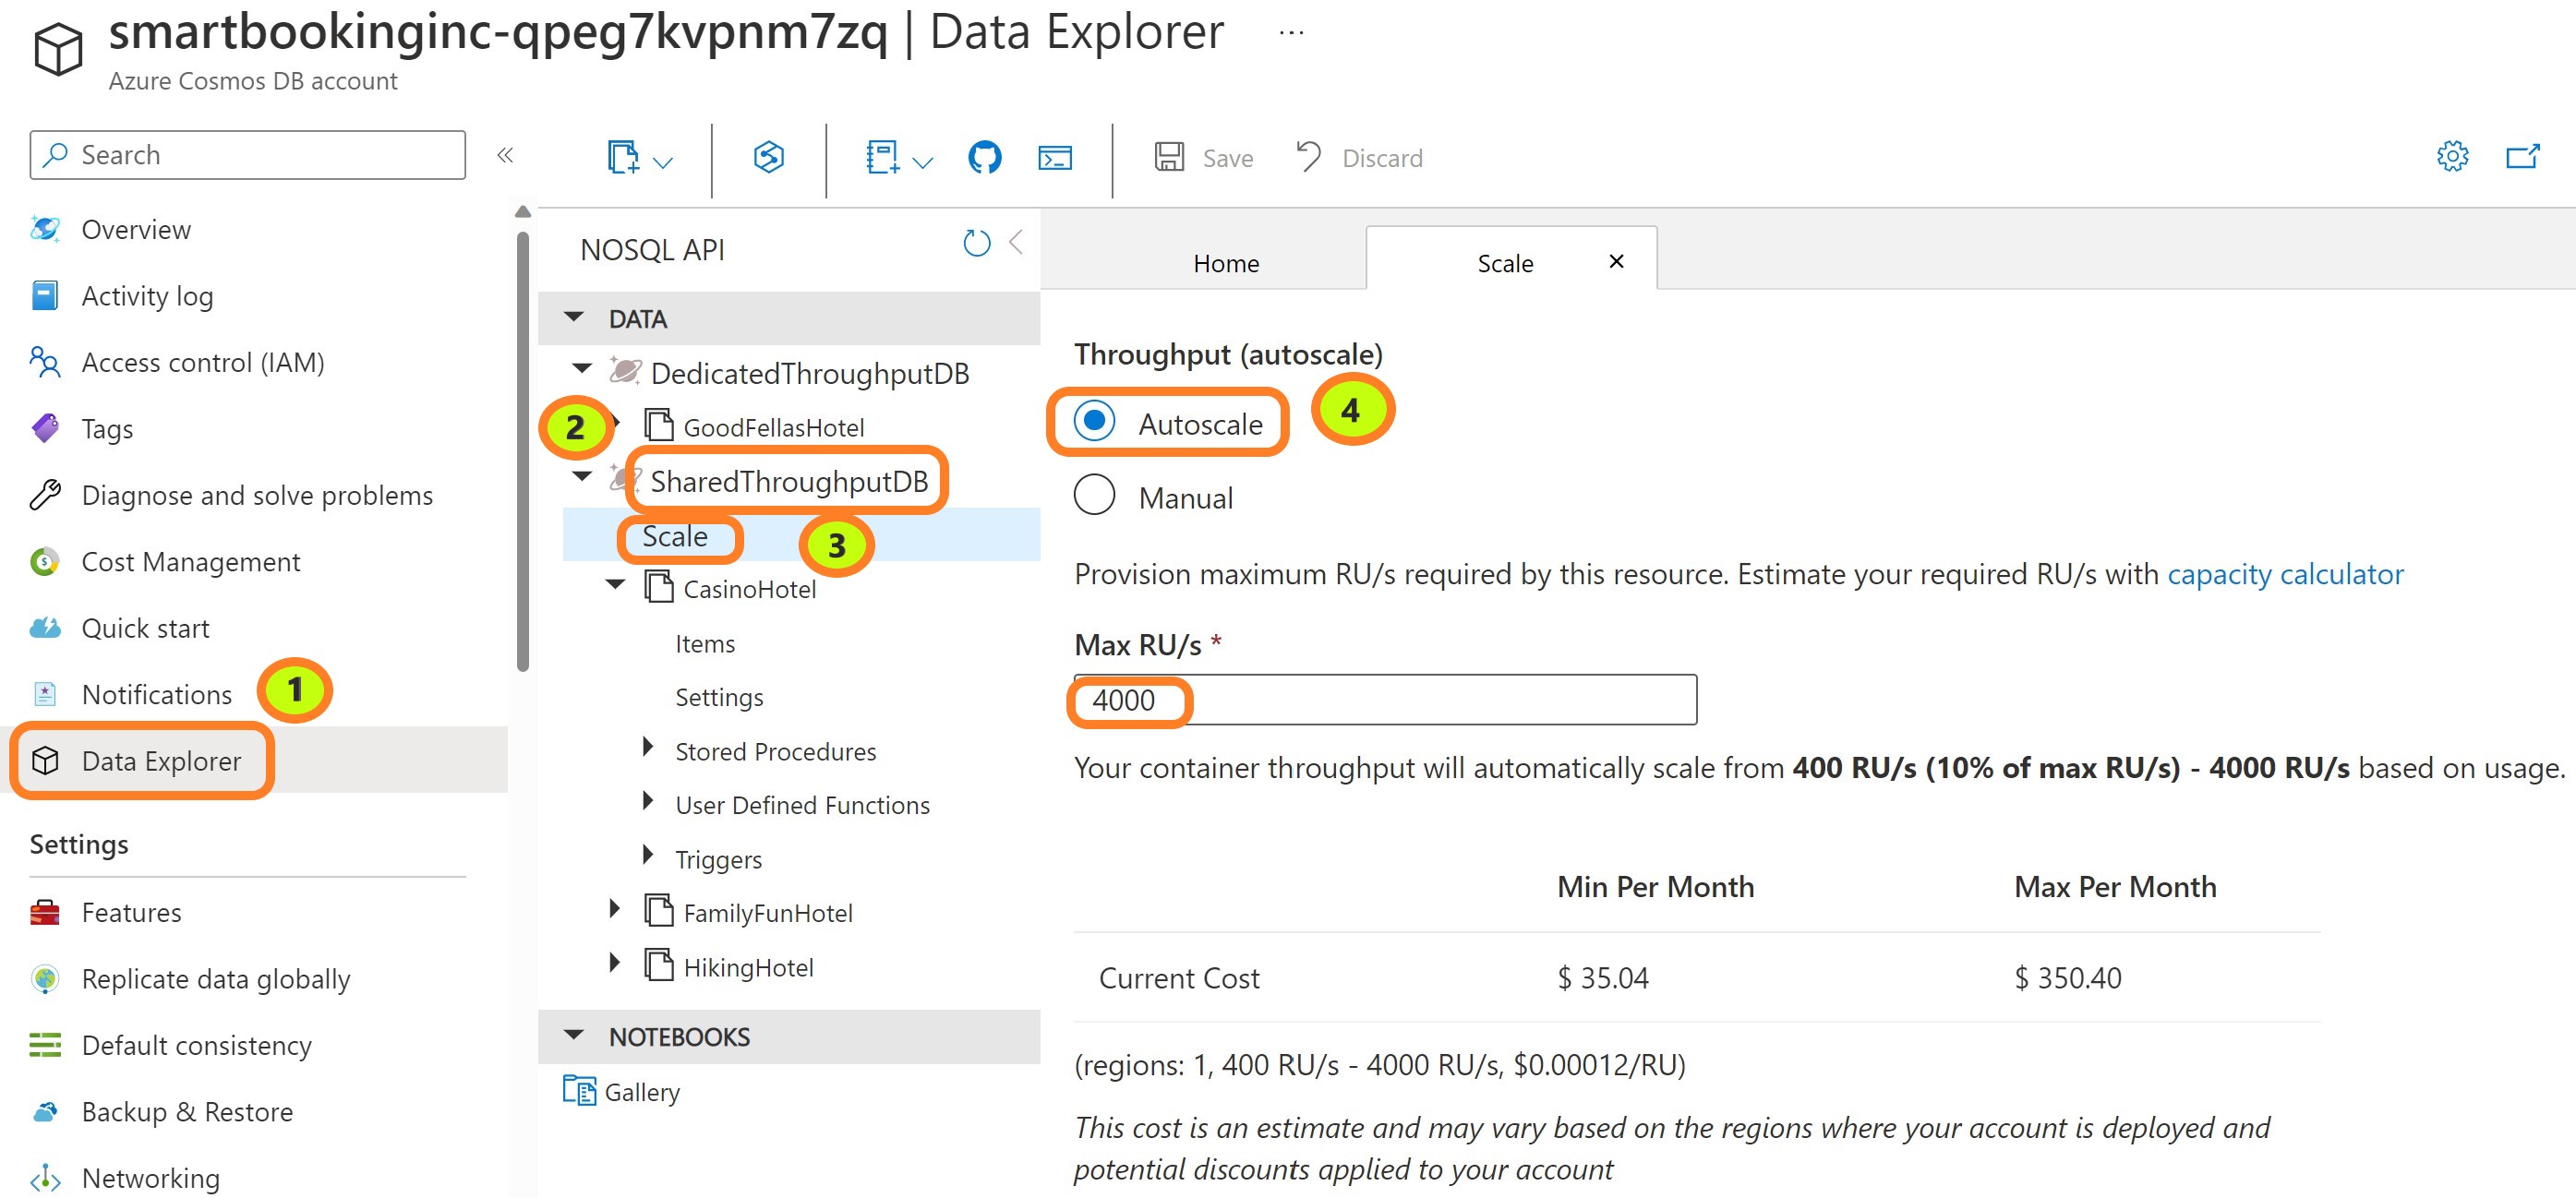 smartbookinginc-qpeg7kvpnm7zq | Data Explorer ...
Azure Cosmos DB account
Search
«
Save
Discard
Overview
Activity log
Access control (IAM)
Tags
Diagnose and solve problems
Cost Management
Quick start
Notifications
1
Data Explorer
Settings
Features
Replicate data globally
Default consistency
Backup & Restore
Networking
NOSQL API
DATA
DedicatedThroughputDB
2
GoodFellasHotel
SharedThroughputDB
Scale
3
CasinoHotel
Items
Settings
Stored Procedures
User Defined Functions
Triggers
FamilyFunHotel
HikingHotel
NOTEBOOKS
Gallery
Home
Scale
Throughput (autoscale)
Autoscale
4
Manual
Provision maximum RU/s required by this resource. Estimate your required RU/s with capacity calculator
Max RU/s *
4000
Your container throughput will automatically scale from 400 RU/s (10% of max RU/s) - 4000 RU/s based on usage.
Min Per Month Max Per Month
Current Cost $ 35.04 $ 350.40
(regions: 1, 400 RU/s - 4000 RU/s, $0.00012/RU)
This cost is an estimate and may vary based on the regions where your account is deployed and
potential discounts applied to your account